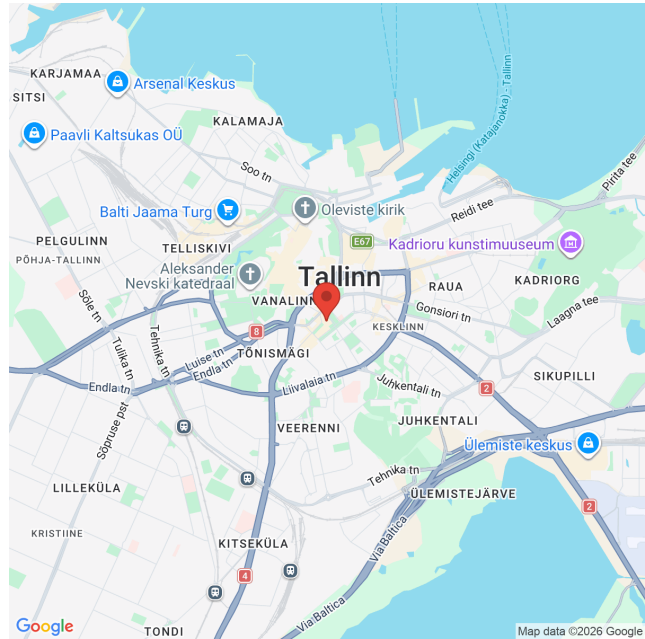 KARJAMAA
Arsenal Keskus
SITSI
Paavli Kaltsukas OÜ
KALAMAJA
Helsingi (Katajanokka) - Tallinn
Soo tn
Pirita tee
Balti Jaama Turg
Oleviste kirik
Reidi tee
PELGULINN
TELLISKIVI
E67
Kadrioru kunstimuuseum
PÕHJA-TALLINN
Aleksander
Nevski katedraal
Tallinn
RAUA
KADRIORG
Söle tn
VANALINN
Gonsiori tn
Laagna tee
Tehnika tn
Tulika tn
8
KESKLINN
Luise tn
TÕNISMÄGI
Endla tn
Endla tn
Liivalaia tn
Juhkentali tn
2
SIKUPILLI
Sõpruse pst
VEERENNI
JUHKENTALI
Ülemiste keskus
Tehnika tn
LILLEKÜLA
ÜLEMISTEJÄRVE
2
KRISTIINE
KITSEKÜLA
Via Baltica
4
Via Baltica
TONDI
Google
Map data ©2026 Google